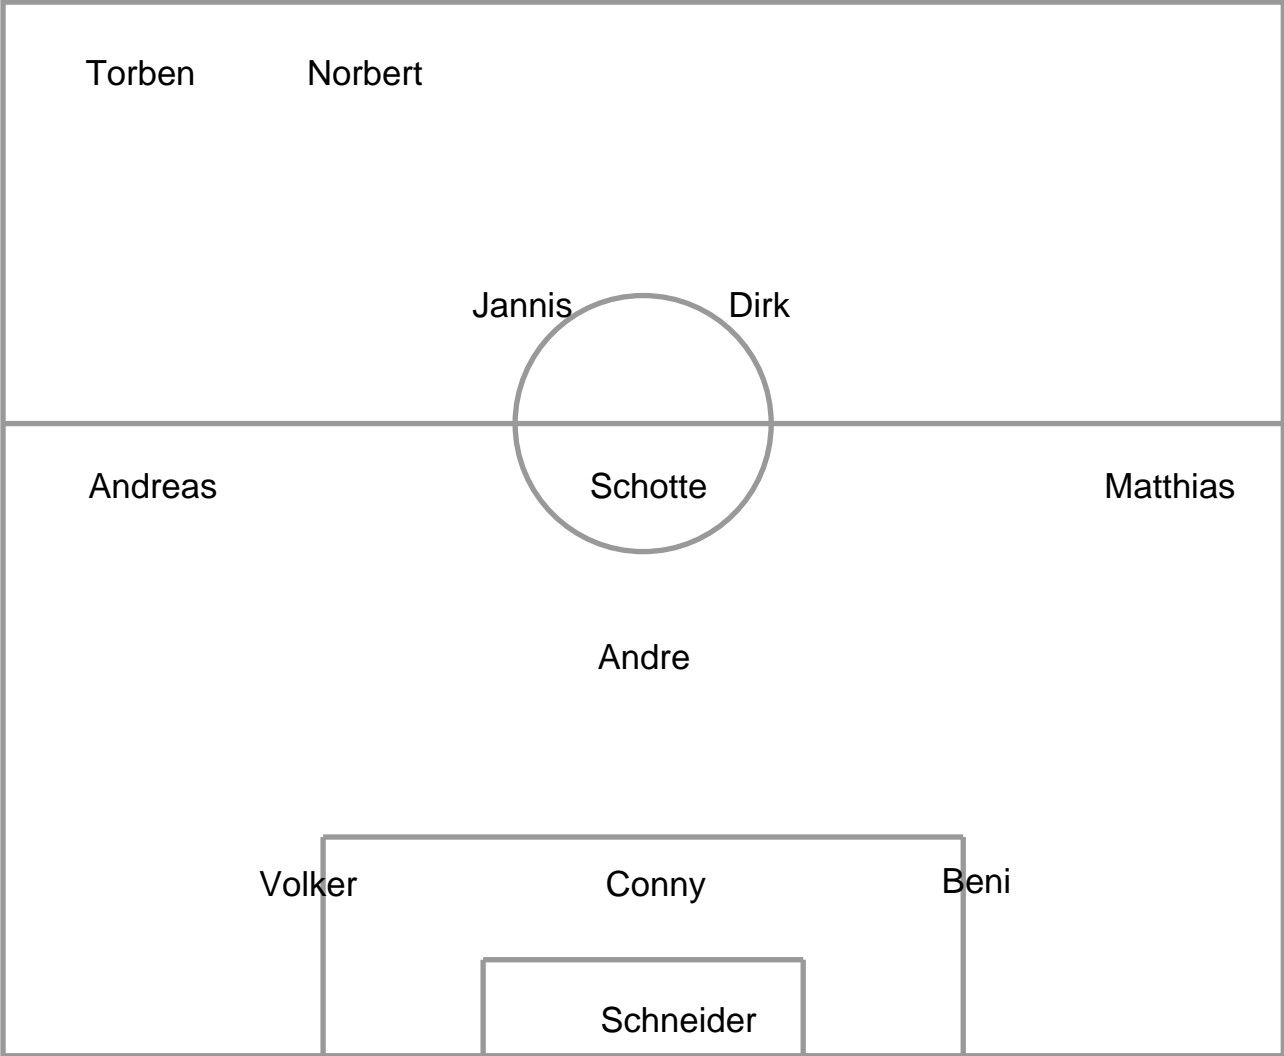 Torben Norbert
Jannis Dirk
Andreas Schotte Matthias
Andre
Volker Conny Beni
Schneider